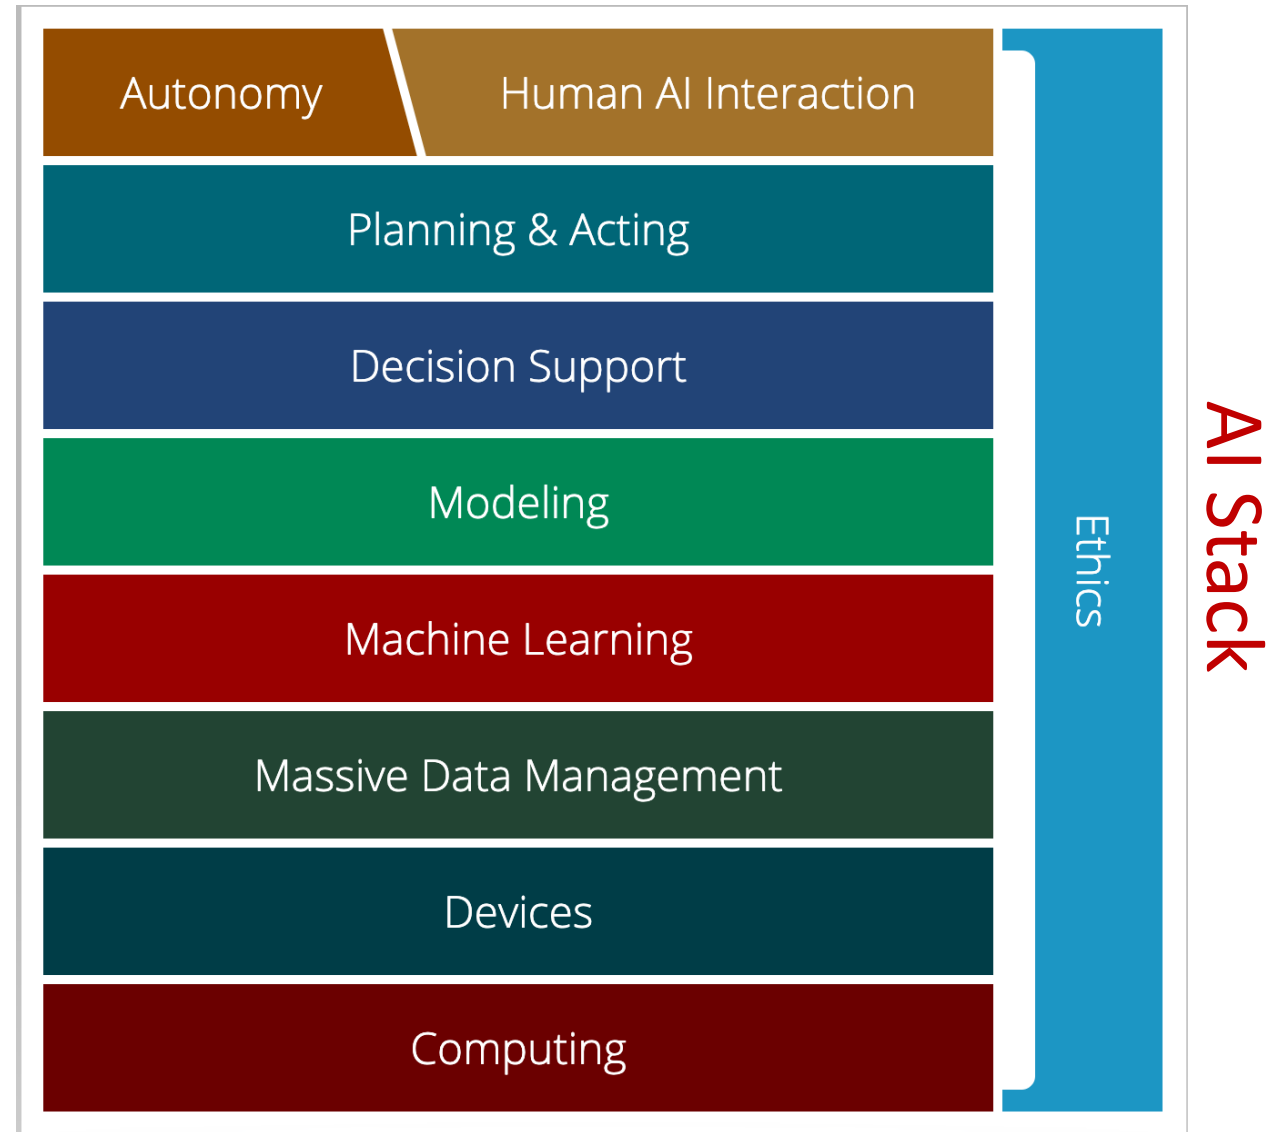 Autonomy
Human AI Interaction
Planning & Acting
Decision Support
Modeling
Machine Learning
Massive Data Management
Devices
Computing
Ethics
AI Stack